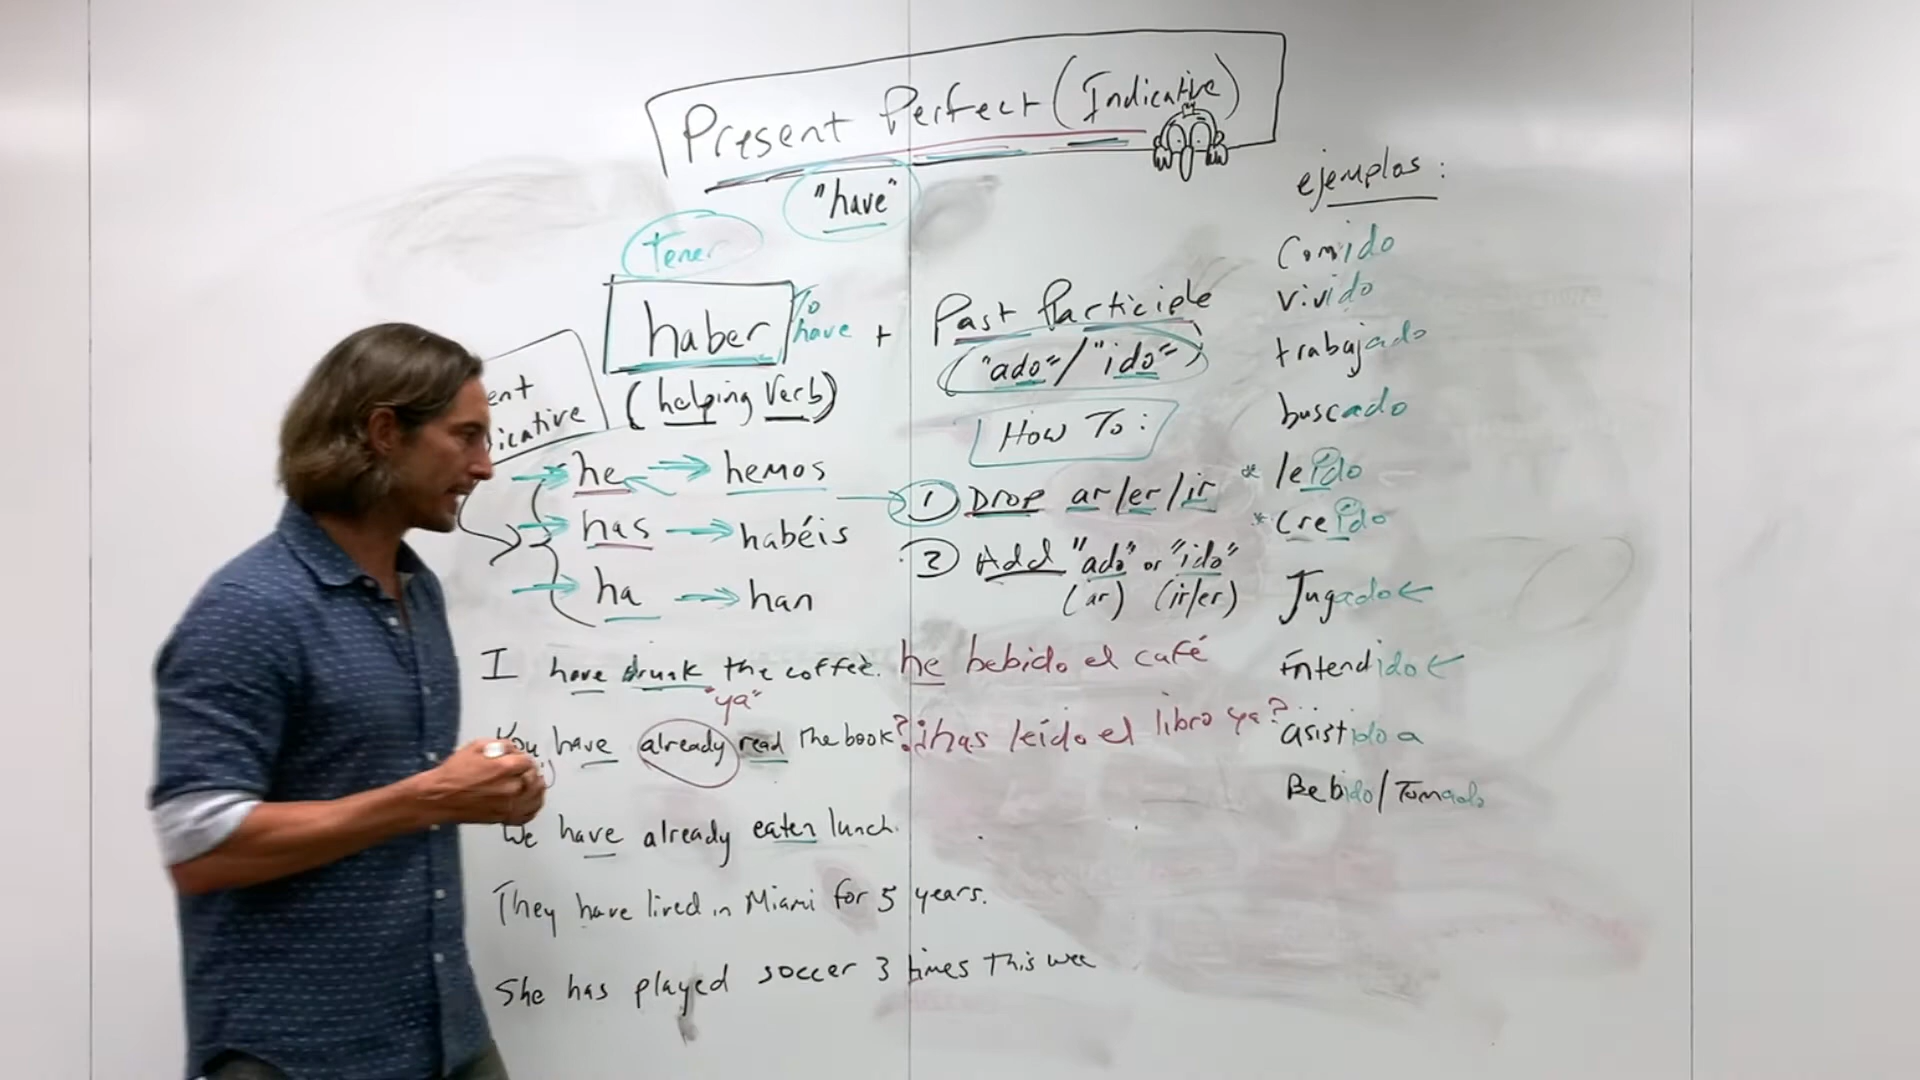 Present Perfect (Indicative)
"have"
tener
haber To have + Past Participle
("ado"/"ido")
(helping Verb)
ent
icative
he → hemos
has → habéis
ha → han
How To:
① Drop ar/er/ir
② Add "ado" or "ido"
(ar) (ir/er)
I have drunk the coffee. he bebido el café
"ya"
You have already read the book? ¿has leído el libro ya?
We have already eaten lunch.
They have lived in Miami for 5 years.
She has played soccer 3 times this wee
ejemplos:
Comido
vivido
trabajado
buscado
* leído
* Creído
Jugado ←
Entendido ←
asistido a
Bebido/Tomado